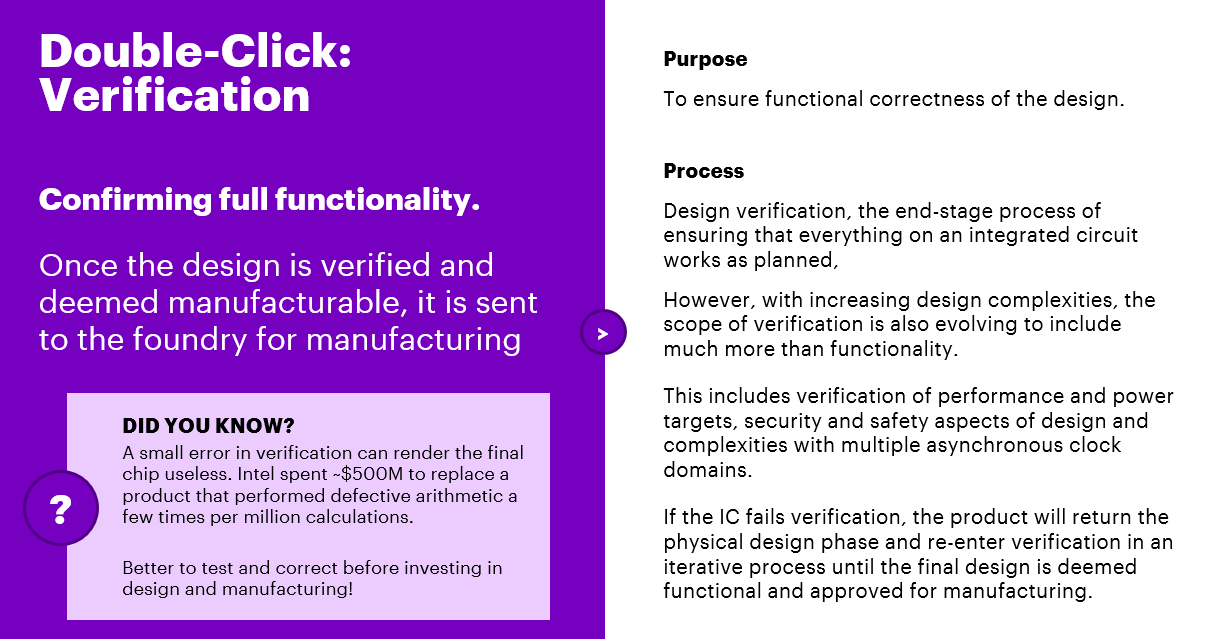 Double-Click:
Verification
Confirming full functionality.
Once the design is verified and
deemed manufacturable, it is sent
to the foundry for manufacturing
DID YOU KNOW?
A small error in verification can render the final
chip useless. Intel spent ~$500M to replace a
product that performed defective arithmetic a
few times per million calculations.
?
Better to test and correct before investing in
design and manufacturing!
>
Purpose
To ensure functional correctness of the design.
Process
Design verification, the end-stage process of
ensuring that everything on an integrated circuit
works as planned,
However, with increasing design complexities, the
scope of verification is also evolving to include
much more than functionality.
This includes verification of performance and power
targets, security and safety aspects of design and
complexities with multiple asynchronous clock
domains.
If the IC fails verification, the product will return the
physical design phase and re-enter verification in an
iterative process until the final design is deemed
functional and approved for manufacturing.